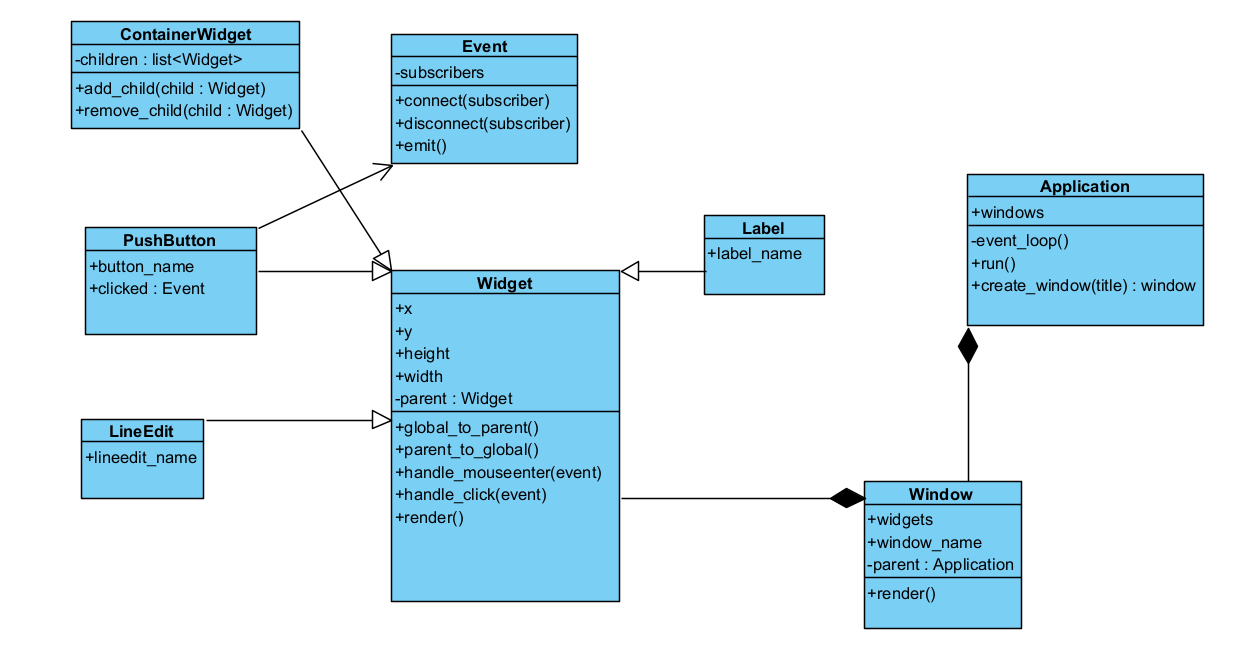 ContainerWidget
-children : list<Widget>
+add_child(child : Widget)
+remove_child(child : Widget)
Event
-subscribers
+connect(subscriber)
+disconnect(subscriber)
+emit()
Application
+windows
-event_loop()
+run()
+create_window(title) : window
PushButton
+button_name
+clicked : Event
Label
+label_name
Widget
+x
+y
+height
+width
-parent : Widget
+global_to_parent()
+parent_to_global()
+handle_mouseenter(event)
+handle_click(event)
+render()
LineEdit
+lineedit_name
Window
+widgets
+window_name
-parent : Application
+render()